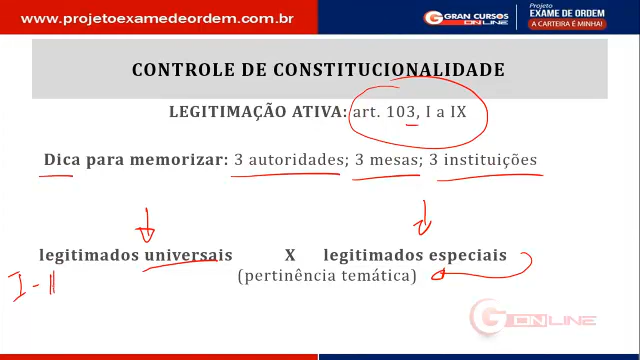 www.projetoexamedeordem.com.br
GRAN CURSOS
ONLINE
Projeto
EXAME DE ORDEM
A CARTEIRA É MINHA!
CONTROLE DE CONSTITUCIONALIDADE
LEGITIMAÇÃO ATIVA: art. 103, I a IX
Dica para memorizar: 3 autoridades; 3 mesas; 3 instituições
legitimados universais X legitimados especiais
(pertinência temática)
I - II
G ONLINE